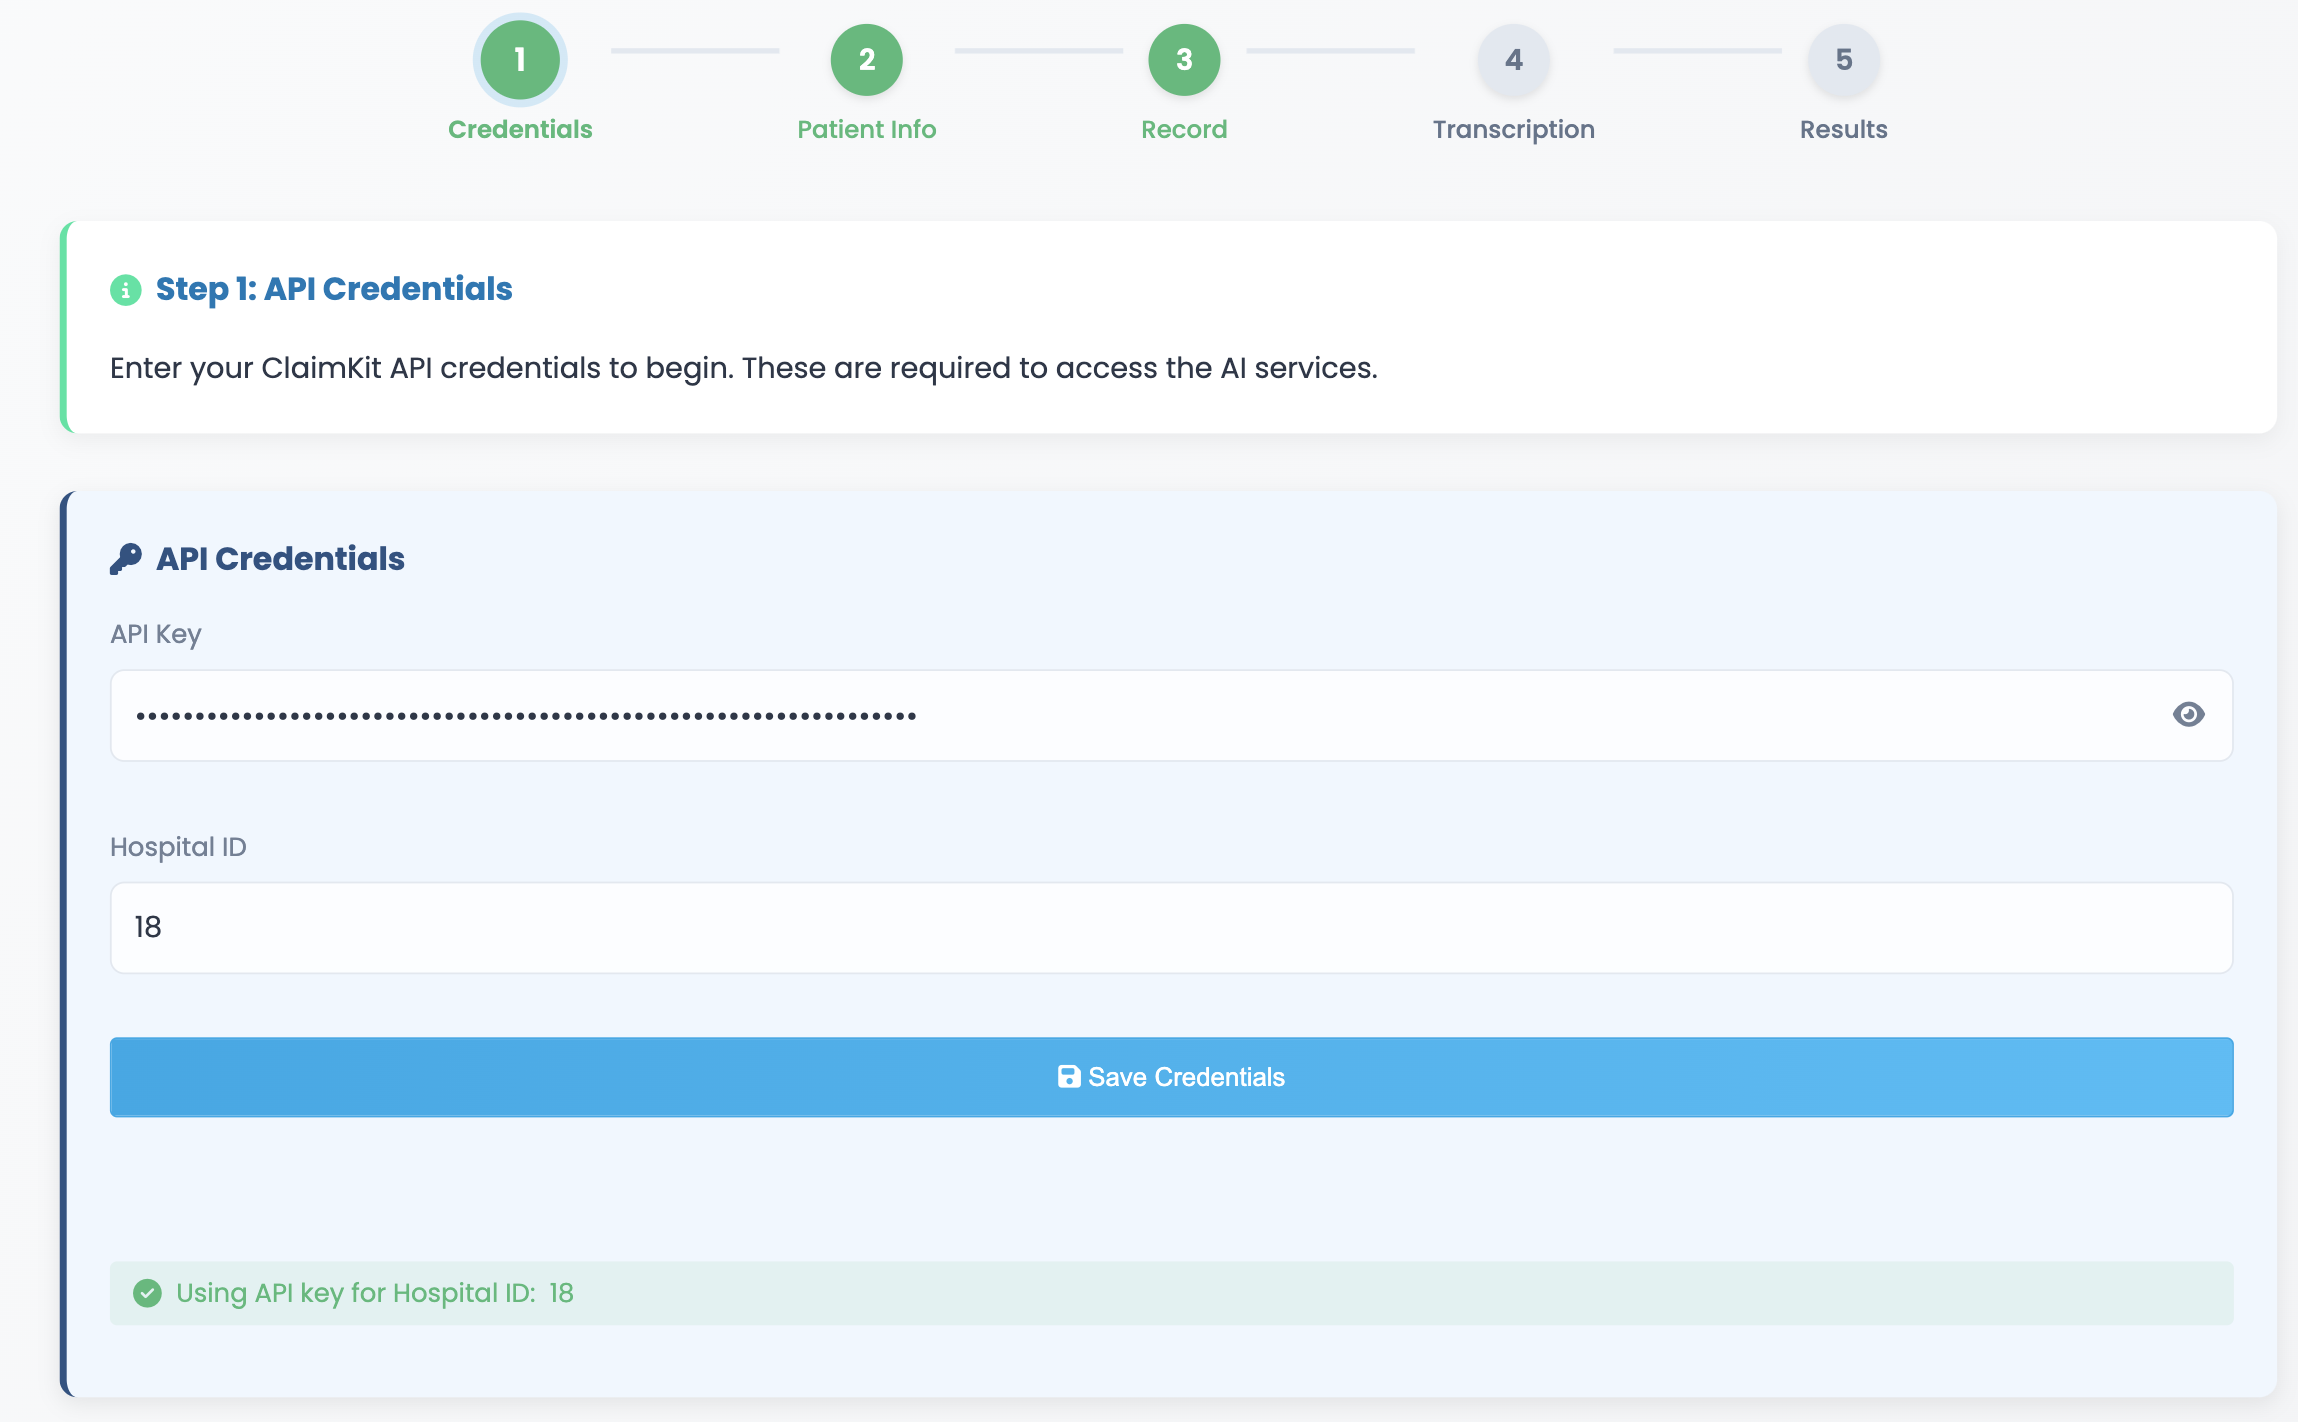 1
2
3
4
5
Credentials
Patient Info
Record
Transcription
Results
Step 1: API Credentials
Enter your ClaimKit API credentials to begin. These are required to access the AI services.
API Credentials
API Key
••••••••••••••••••••••••••••••••••••••••••••••••••••••••••••••••••
Hospital ID
18
Save Credentials
Using API key for Hospital ID: 18